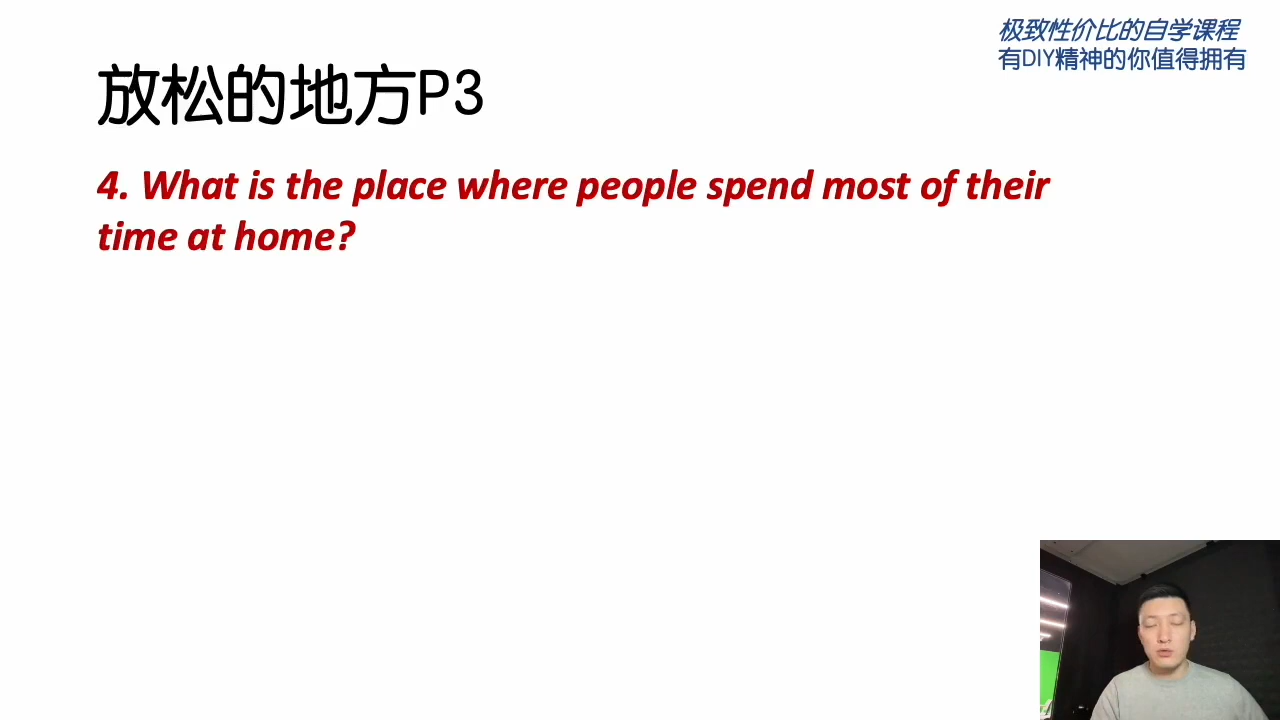 极致性价比的自学课程
有DIY精神的你值得拥有
放松的地方P3
4. What is the place where people spend most of their
time at home?